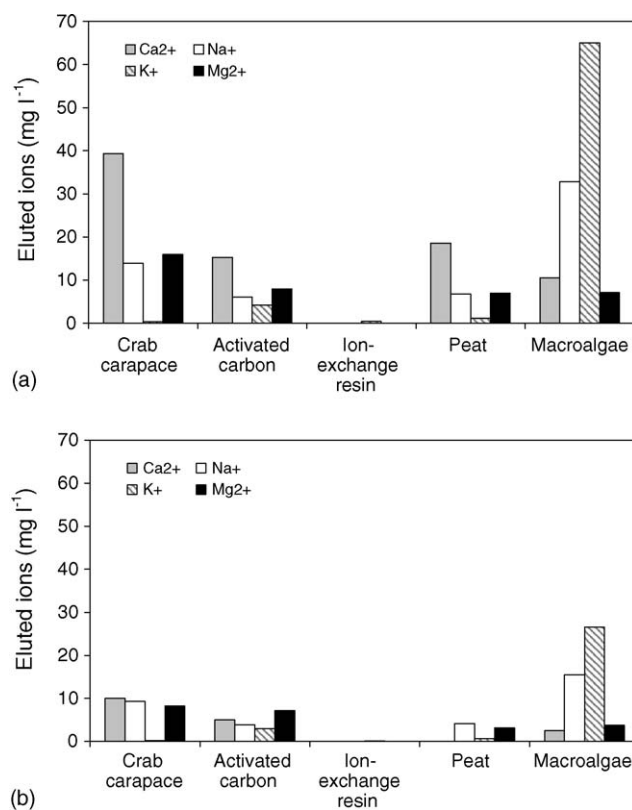 70
60
50
40
30
20
10
0
Eluted ions (mg l-1)
Ca2+ Na+
K+ Mg2+
Crab carapace
Activated carbon
Ion-exchange resin
Peat
Macroalgae
(a)
70
60
50
40
30
20
10
0
Eluted ions (mg l-1)
Ca2+ Na+
K+ Mg2+
Crab carapace
Activated carbon
Ion-exchange resin
Peat
Macroalgae
(b)